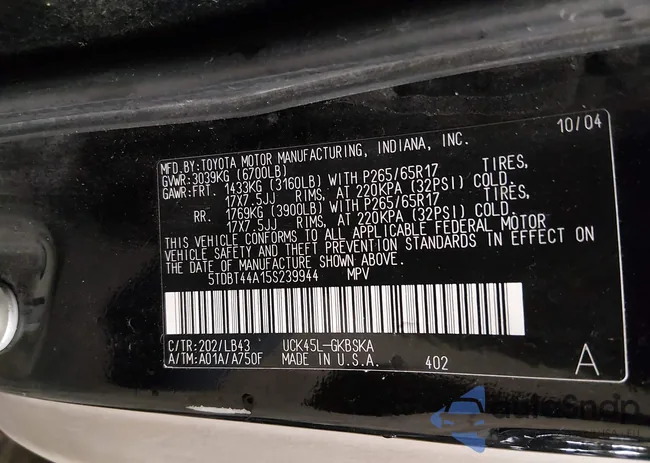 10/04
MFD.BY:TOYOTA MOTOR MANUFACTURING, INDIANA, INC.
GVWR:3039KG (6700LB)
GAWR:FRT. 1433KG (3160LB) WITH P265/65R17 TIRES,
17X7.5JJ RIMS, AT 220KPA (32PSI) COLD.
RR. 1769KG (3900LB) WITH P265/65R17 TIRES,
17X7.5JJ RIMS, AT 220KPA (32PSI) COLD.
THIS VEHICLE CONFORMS TO ALL APPLICABLE FEDERAL MOTOR
VEHICLE SAFETY AND THEFT PREVENTION STANDARDS IN EFFECT ON
THE DATE OF MANUFACTURE SHOWN ABOVE.
5TDBT44A15S239944 MPV
C/TR:202/LB43 UCK45L-GKBSKA
A/TM:A01A/A750F MADE IN U.S.A. 402
A
AutoSnap